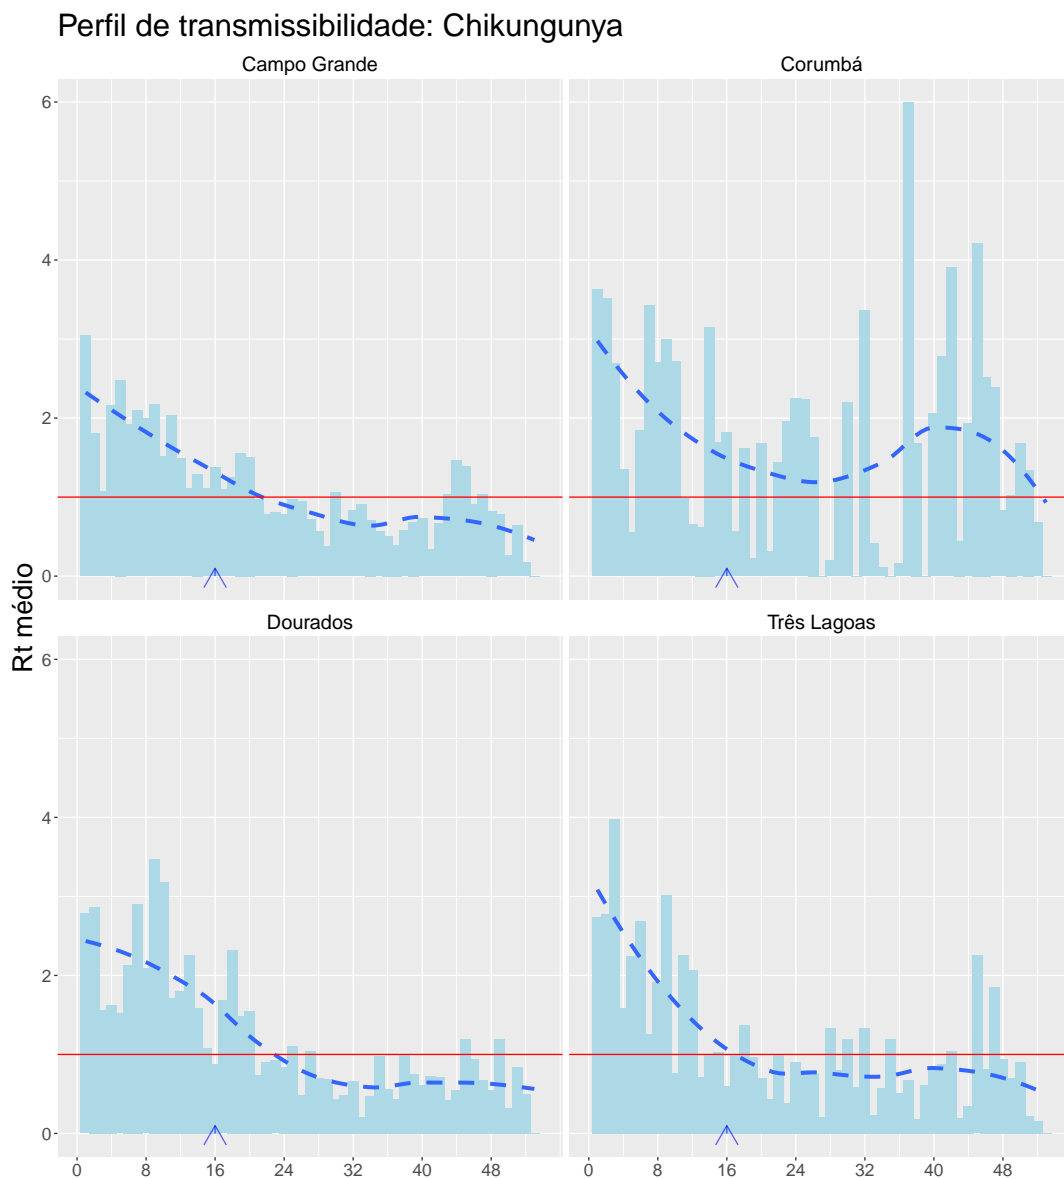 Perfil de transmissibilidade: Chikungunya
Campo Grande
Corumbá
6
4
2
0
Rt médio
Dourados
Três Lagoas
6
4
2
0
0 8 16 24 32 40 48
0 8 16 24 32 40 48